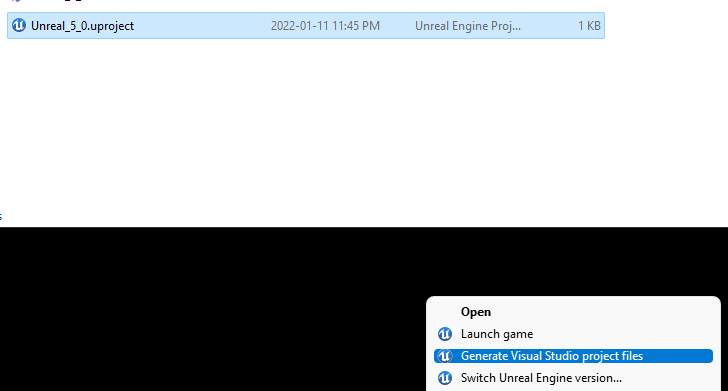 Unreal_5_0.uproject 2022-01-11 11:45 PM Unreal Engine Proj... 1 KB
s
Open
Launch game
Generate Visual Studio project files
Switch Unreal Engine version...